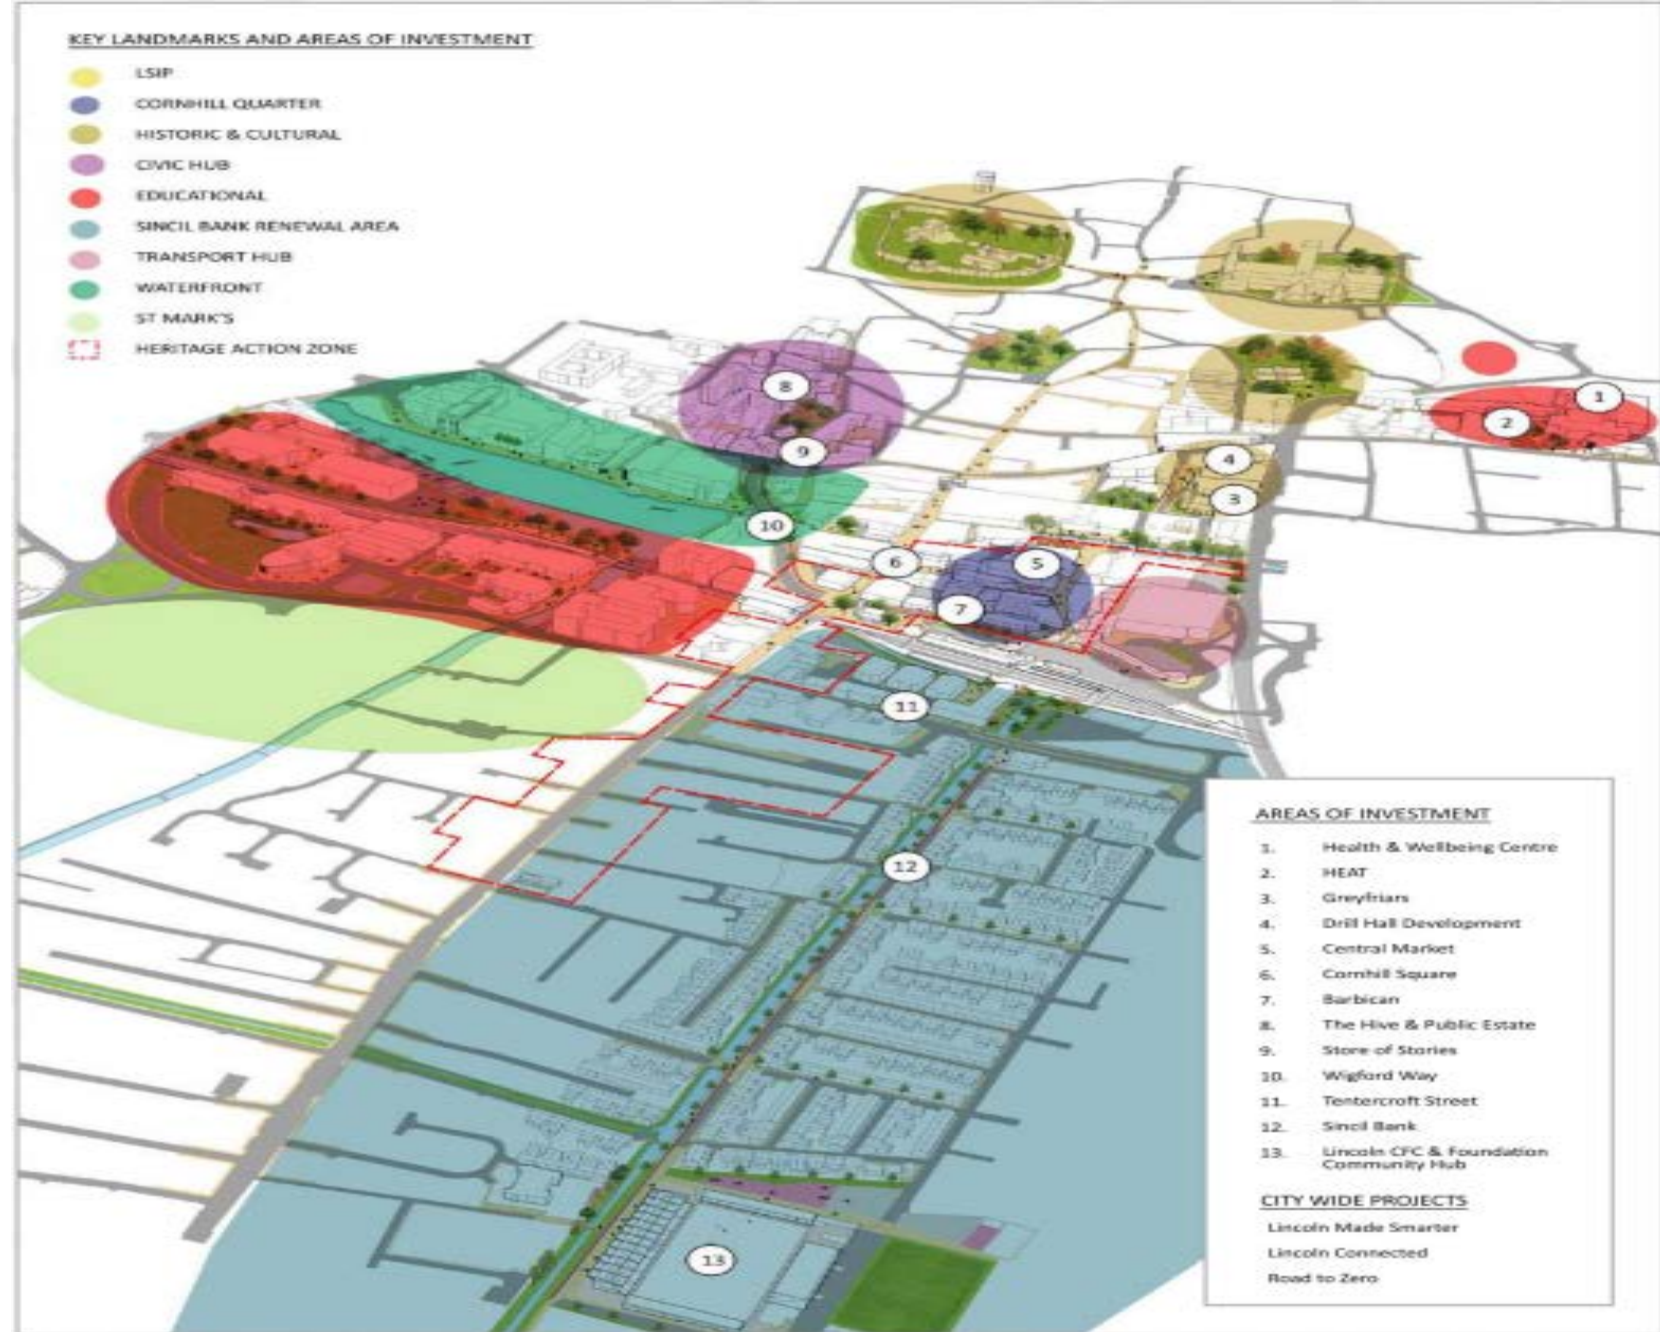 KEY LANDMARKS AND AREAS OF INVESTMENT
LSIP
CORNHILL QUARTER
HISTORIC & CULTURAL
CIVIC HUB
EDUCATIONAL
SINCIL BANK RENEWAL AREA
TRANSPORT HUB
WATERFRONT
ST MARK'S
HERITAGE ACTION ZONE
8
1
2
9
4
3
10
6
5
7
11
12
13
AREAS OF INVESTMENT
1. Health & Wellbeing Centre
2. HEAT
3. Greyfriars
4. Drill Hall Development
5. Central Market
6. Cornhill Square
7. Barbican
8. The Hive & Public Estate
9. Store of Stories
10. Wigford Way
11. Tentercroft Street
12. Sincil Bank
13. Lincoln CFC & Foundation
Community Hub
CITY WIDE PROJECTS
Lincoln Made Smarter
Lincoln Connected
Road to Zero